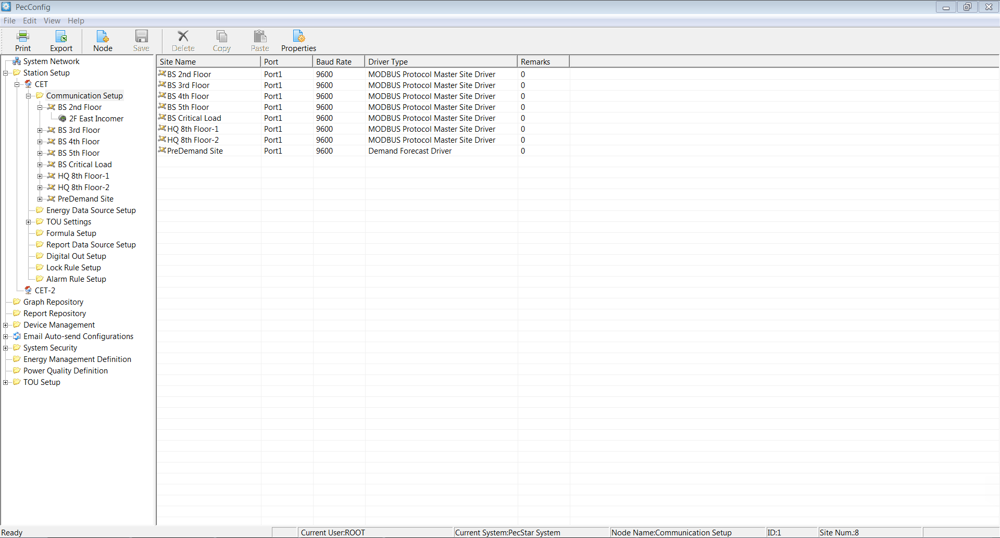 PecConfig
File Edit View Help
Print Export Node Save Delete Copy Paste Properties
System Network
Station Setup
CET
Communication Setup
BS 2nd Floor
2F East Incomer
BS 3rd Floor
BS 4th Floor
BS 5th Floor
BS Critical Load
HQ 8th Floor-1
HQ 8th Floor-2
PreDemand Site
Energy Data Source Setup
TOU Settings
Formula Setup
Report Data Source Setup
Digital Out Setup
Lock Rule Setup
Alarm Rule Setup
CET-2
Graph Repository
Report Repository
Device Management
Email Auto-send Configurations
System Security
Energy Management Definition
Power Quality Definition
TOU Setup
Site Name Port Baud Rate Driver Type Remarks
BS 2nd Floor Port1 9600 MODBUS Protocol Master Site Driver 0
BS 3rd Floor Port1 9600 MODBUS Protocol Master Site Driver 0
BS 4th Floor Port1 9600 MODBUS Protocol Master Site Driver 0
BS 5th Floor Port1 9600 MODBUS Protocol Master Site Driver 0
BS Critical Load Port1 9600 MODBUS Protocol Master Site Driver 0
HQ 8th Floor-1 Port1 9600 MODBUS Protocol Master Site Driver 0
HQ 8th Floor-2 Port1 9600 MODBUS Protocol Master Site Driver 0
PreDemand Site Port1 9600 Demand Forecast Driver 0
Ready Current User:ROOT Current System:PecStar System Node Name:Communication Setup ID:1 Site Num.:8